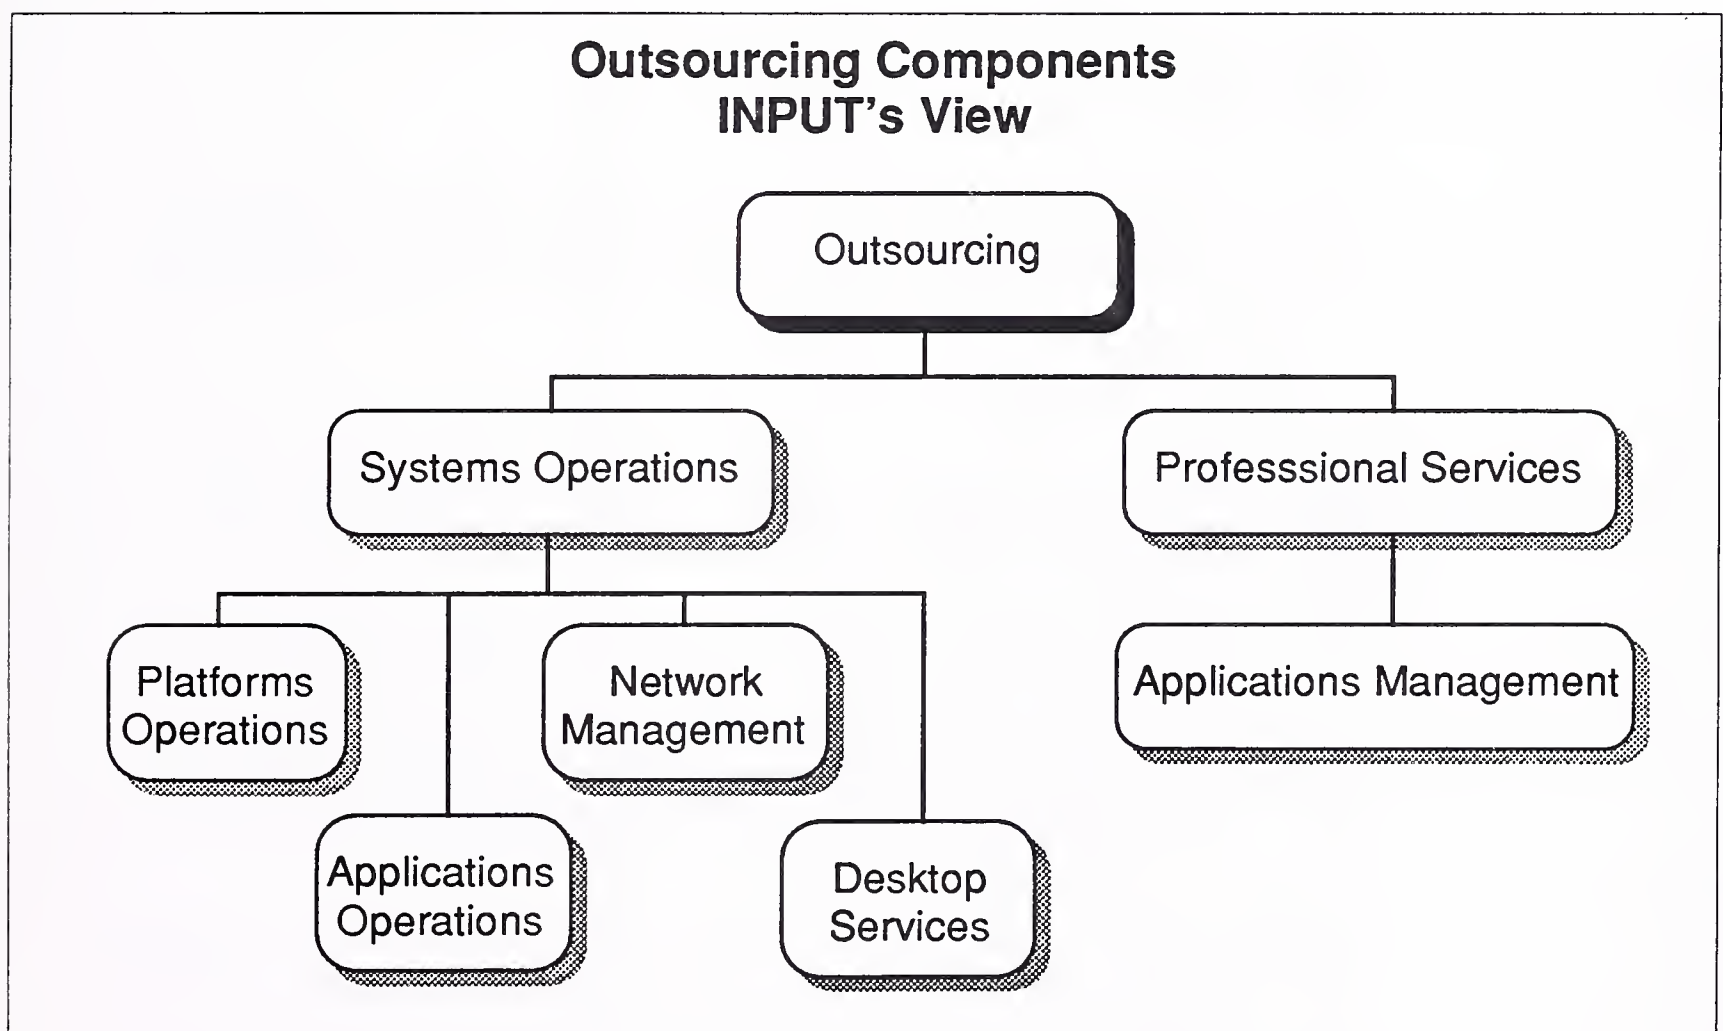 Outsourcing Components
INPUT's View
Outsourcing
Systems Operations
Professsional Services
Platforms
Operations
Network
Management
Applications Management
Applications
Operations
Desktop
Services